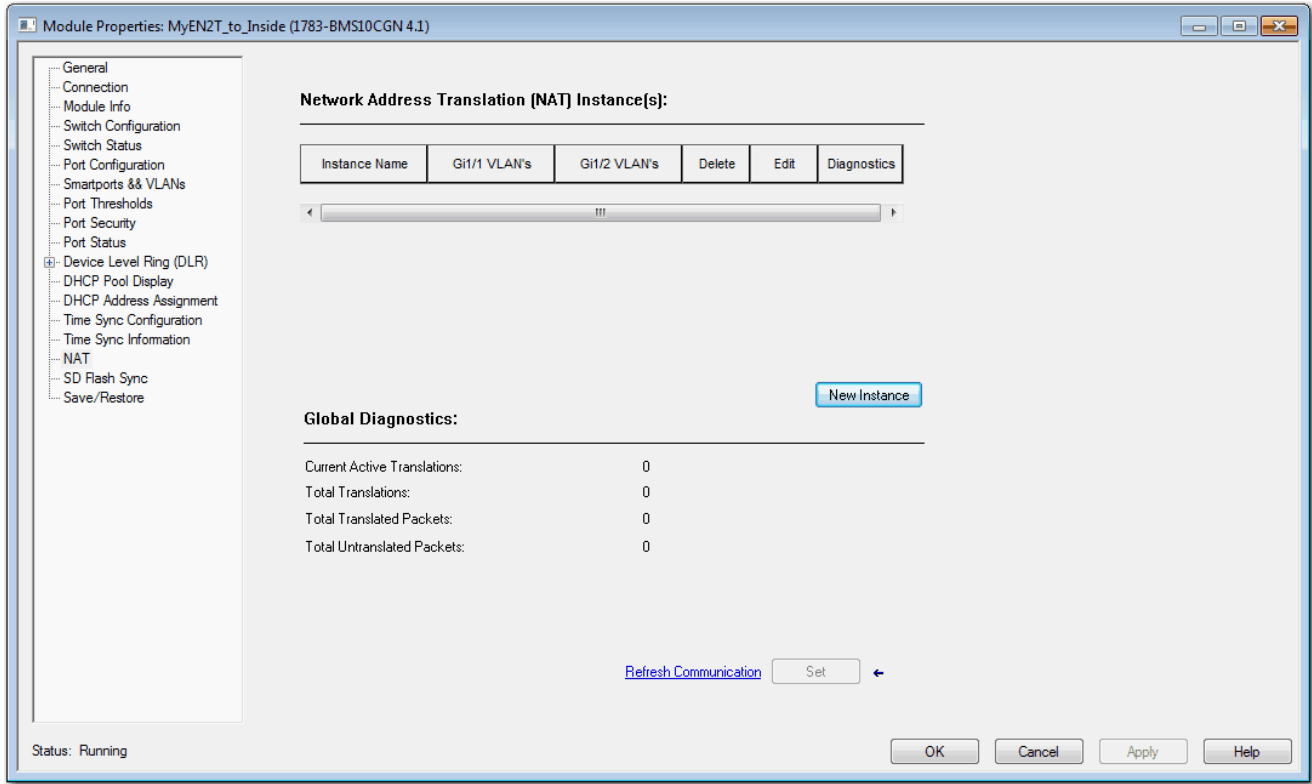 Module Properties: MyEN2T_to_Inside (1783-BMS10CGN 4.1)
General
Connection
Module Info
Switch Configuration
Switch Status
Port Configuration
Smartports && VLANs
Port Thresholds
Port Security
Port Status
Device Level Ring (DLR)
DHCP Pool Display
DHCP Address Assignment
Time Sync Configuration
Time Sync Information
NAT
SD Flash Sync
Save/Restore
Network Address Translation (NAT) Instance(s):
Instance Name Gi1/1 VLAN's Gi1/2 VLAN's Delete Edit Diagnostics
New Instance
Global Diagnostics:
Current Active Translations: 0
Total Translations: 0
Total Translated Packets: 0
Total Untranslated Packets: 0
Refresh Communication Set
Status: Running
OK Cancel Apply Help